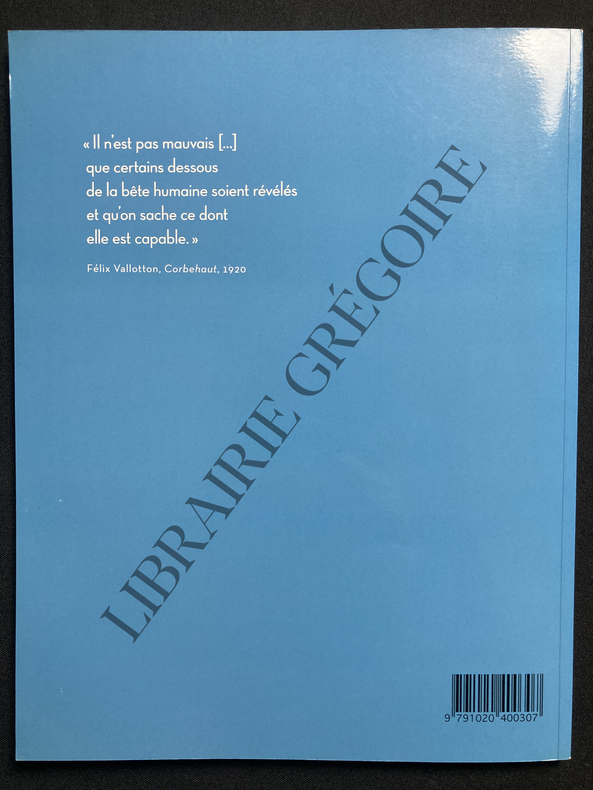 « Il n'est pas mauvais [...]
que certains dessous
de la bête humaine soient révélés
et qu'on sache ce dont
elle est capable. »
Félix Vallotton, Corbehaut, 1920
LIBRAIRIE GRÉGOIRE
9 791020 400307